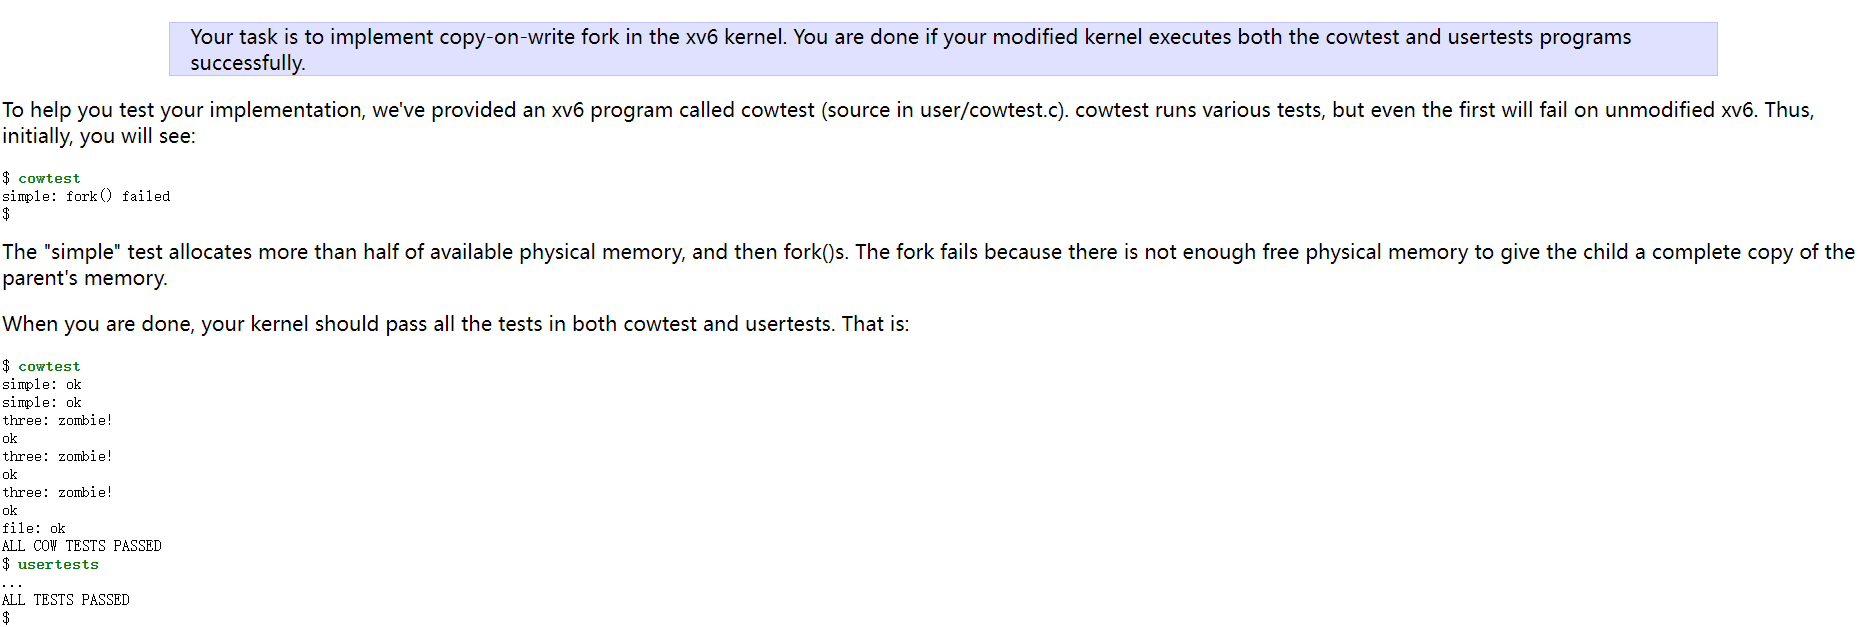 Your task is to implement copy-on-write fork in the xv6 kernel. You are done if your modified kernel executes both the cowtest and usertests programs
successfully.
To help you test your implementation, we've provided an xv6 program called cowtest (source in user/cowtest.c). cowtest runs various tests, but even the first will fail on unmodified xv6. Thus,
initially, you will see:
$ cowtest
simple: fork() failed
$
The "simple" test allocates more than half of available physical memory, and then fork()s. The fork fails because there is not enough free physical memory to give the child a complete copy of the
parent's memory.
When you are done, your kernel should pass all the tests in both cowtest and usertests. That is:
$ cowtest
simple: ok
simple: ok
three: zombie!
ok
three: zombie!
ok
three: zombie!
ok
file: ok
ALL COW TESTS PASSED
$ usertests
...
ALL TESTS PASSED
$